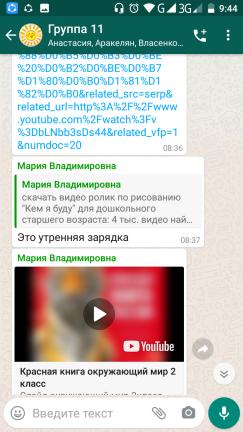 G 3G 9:44
Группа 11
Анастасия, Аракелян, Власенко...
%88%D0%B5%D0%B3%D0%BE
%20%D0%B2%D0%BE%D0%B7
%D1%80%D0%B0%D1%81%D1
%82%D0%B0&related_src=serp&
related_url=http%3A%2F%2Fwww
.youtube.com%2Fwatch%3Fv
%3DbLNbb3sDs44&related_vfp=1
&numdoc=20
08:36
Мария Владимировна
Мария Владимировна
скачать видео ролик по рисованию
"Кем я буду" для дошкольного
старшего возраста: 4 тыс. видео най...
Это утренняя зарядка
08:37
Мария Владимировна
YouTube
Красная книга окружающий мир 2
класс
Введите текст